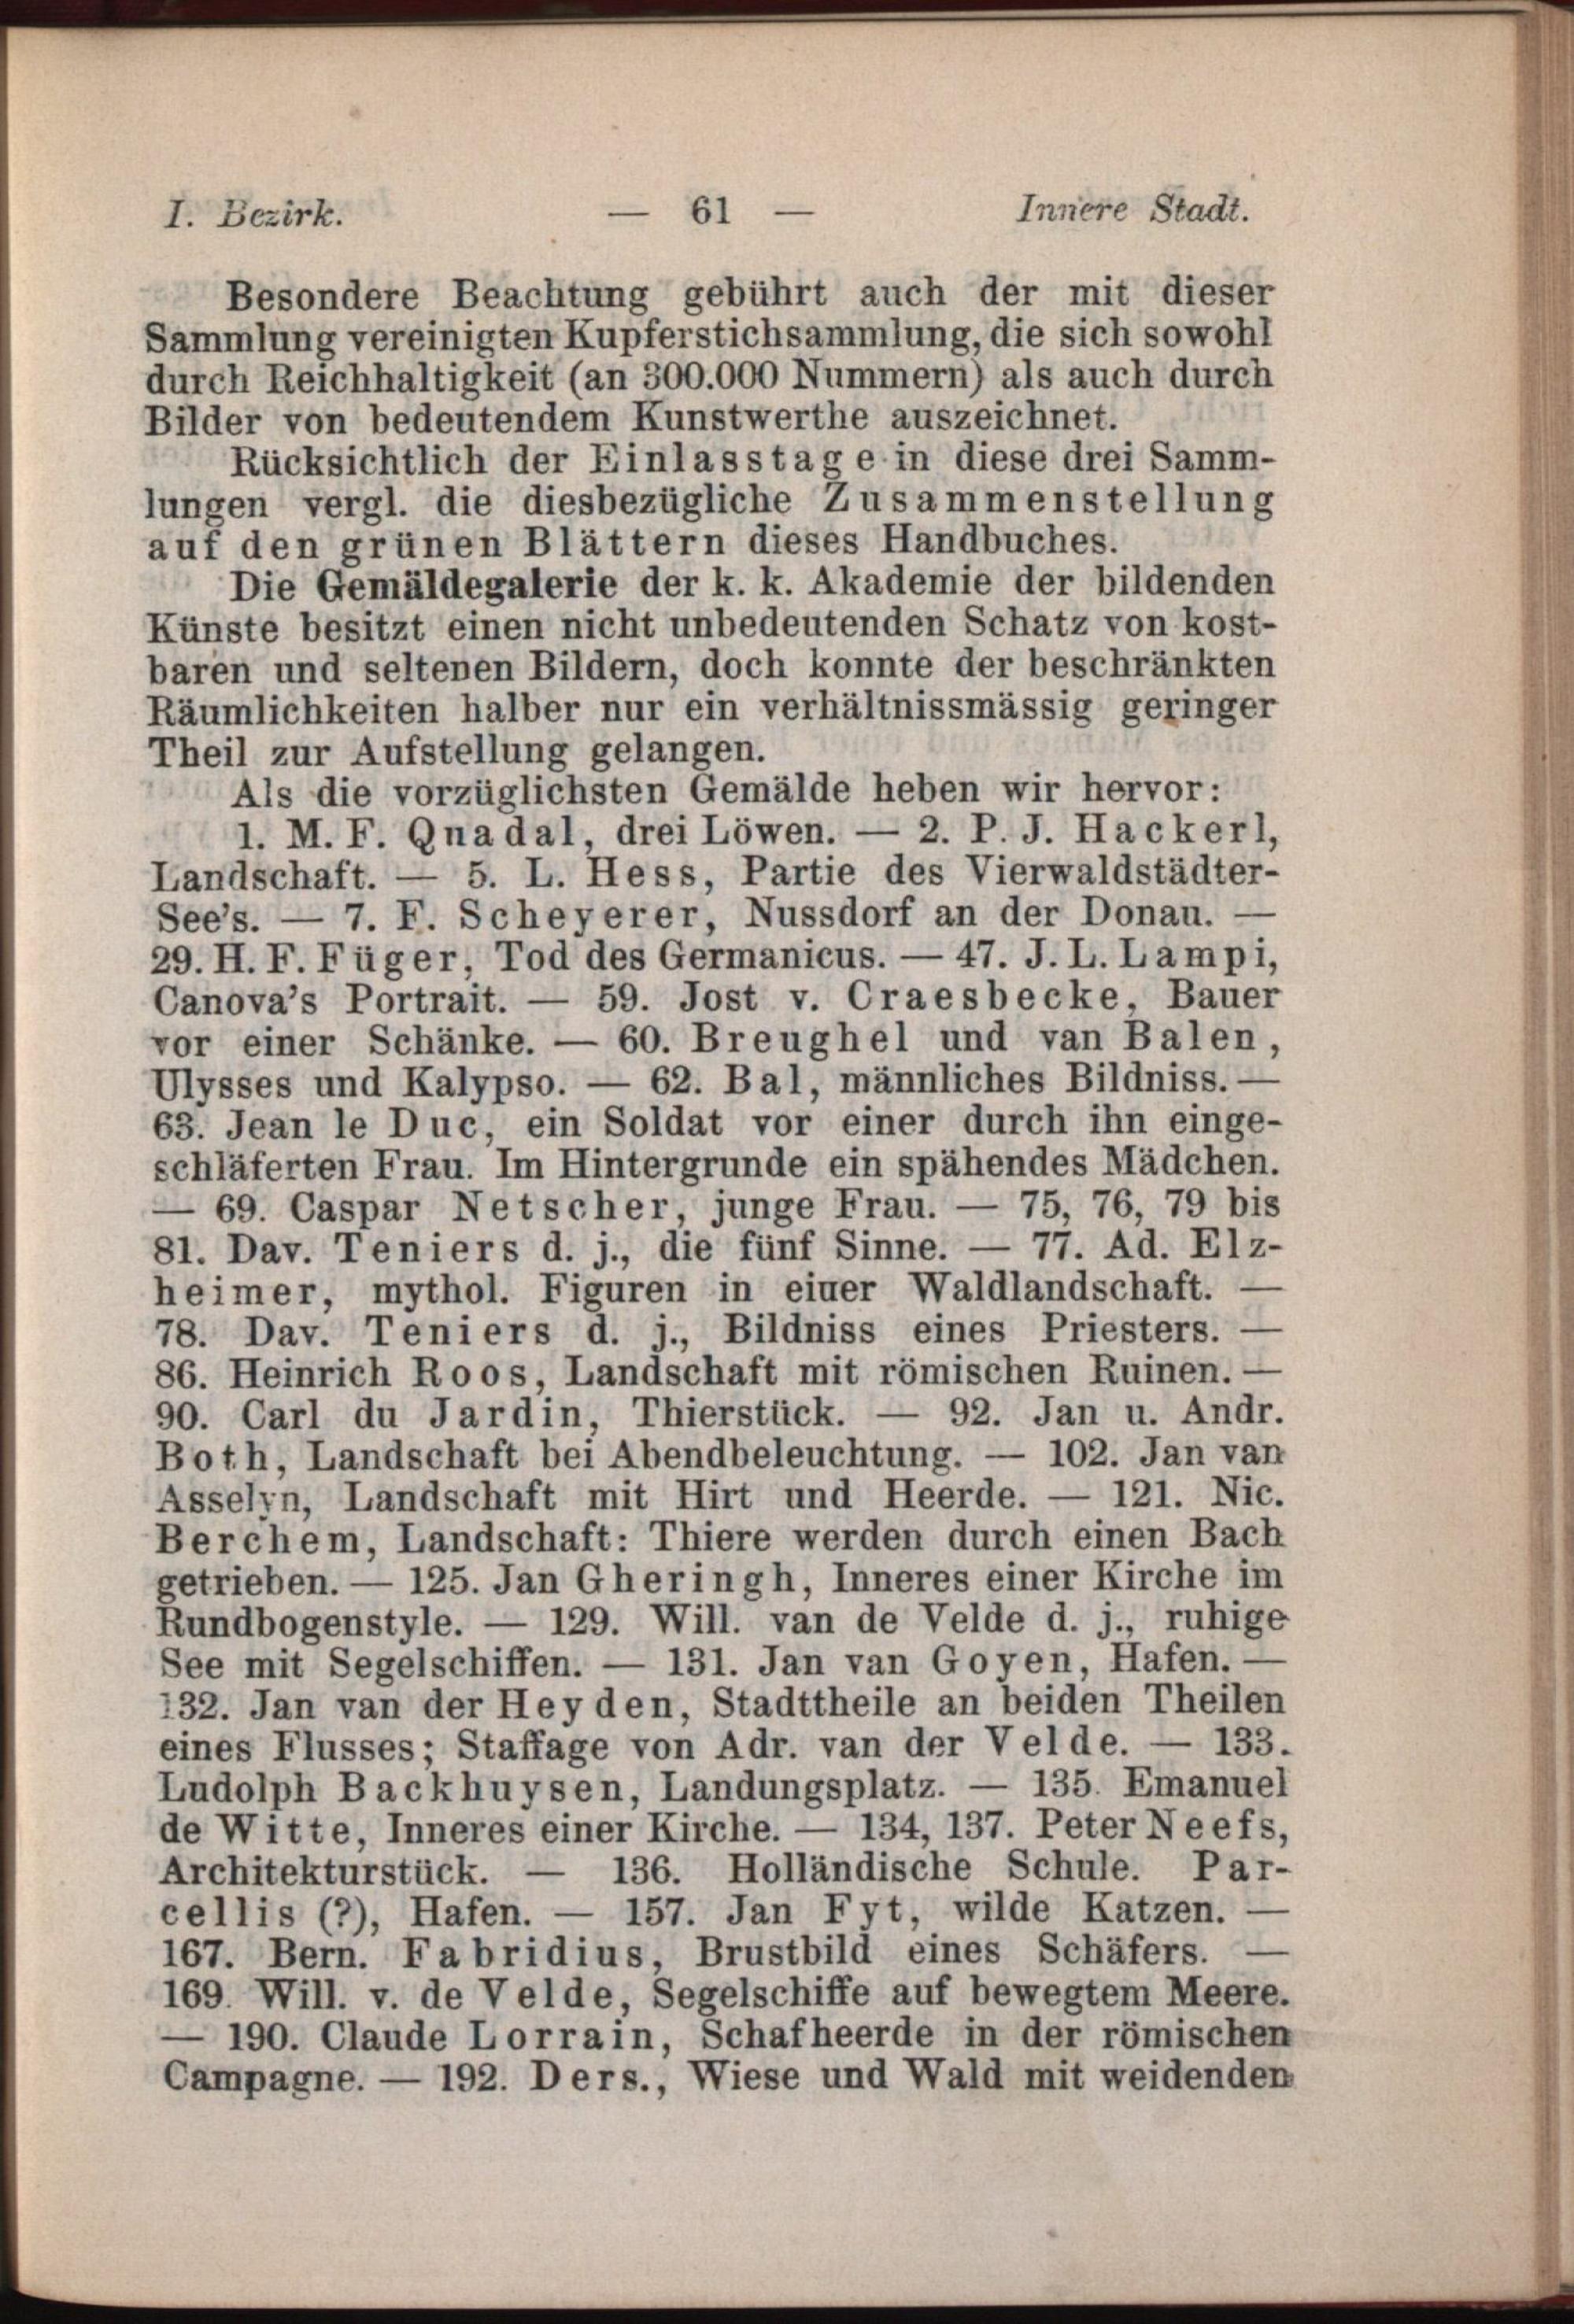 I. Bezirk. — 61 — Innere Stadt.
Besondere Beachtung gebührt auch der mit dieser
Sammlung vereinigten Kupferstichsammlung, die sich sowohl
durch Reichhaltigkeit (an 300.000 Nummern) als auch durch
Bilder von bedeutendem Kunstwerthe auszeichnet.
Rücksichtlich der Einlasstage in diese drei Samm-
lungen vergl. die diesbezügliche Zusammenstellung
auf den grünen Blättern dieses Handbuches.
Die Gemäldegalerie der k. k. Akademie der bildenden
Künste besitzt einen nicht unbedeutenden Schatz von kost-
baren und seltenen Bildern, doch konnte der beschränkten
Räumlichkeiten halber nur ein verhältnissmässig geringer
Theil zur Aufstellung gelangen.
Als die vorzüglichsten Gemälde heben wir hervor:
1. M. F. Quadal, drei Löwen. — 2. P. J. Hackerl,
Landschaft. — 5. L. Hess, Partie des Vierwaldstädter-
See's. — 7. F. Scheyerer, Nussdorf an der Donau. —
29. H. F. Füger, Tod des Germanicus. — 47. J. L. Lampi,
Canova's Portrait. — 59. Jost v. Craesbecke, Bauer
vor einer Schänke. — 60. Breughel und van Balen,
Ulysses und Kalypso. — 62. Bal, männliches Bildniss. —
63. Jean le Duc, ein Soldat vor einer durch ihn einge-
schläferten Frau. Im Hintergrunde ein spähendes Mädchen.
— 69. Caspar Netscher, junge Frau. — 75, 76, 79 bis
81. Dav. Teniers d. j., die fünf Sinne. — 77. Ad. Elz-
heimer, mythol. Figuren in einer Waldlandschaft. —
78. Dav. Teniers d. j., Bildniss eines Priesters. —
86. Heinrich Roos, Landschaft mit römischen Ruinen. —
90. Carl du Jardin, Thierstück. — 92. Jan u. Andr.
Both, Landschaft bei Abendbeleuchtung. — 102. Jan van
Asselyn, Landschaft mit Hirt und Heerde. — 121. Nic.
Berchem, Landschaft: Thiere werden durch einen Bach
getrieben. — 125. Jan Gheringh, Inneres einer Kirche im
Rundbogenstyle. — 129. Will. van de Velde d. j., ruhige
See mit Segelschiffen. — 131. Jan van Goyen, Hafen. —
132. Jan van der Heyden, Stadttheile an beiden Theilen
eines Flusses; Staffage von Adr. van der Velde. — 133.
Ludolph Backhuysen, Landungsplatz. — 135. Emanuel
de Witte, Inneres einer Kirche. — 134, 137. Peter Neefs,
Architekturstück. — 136. Holländische Schule. Par-
cellis (?), Hafen. — 157. Jan Fyt, wilde Katzen. —
167. Bern. Fabridius, Brustbild eines Schäfers. —
169. Will. v. de Velde, Segelschiffe auf bewegtem Meere.
— 190. Claude Lorrain, Schafheerde in der römischen
Campagne. — 192. Ders., Wiese und Wald mit weidenden